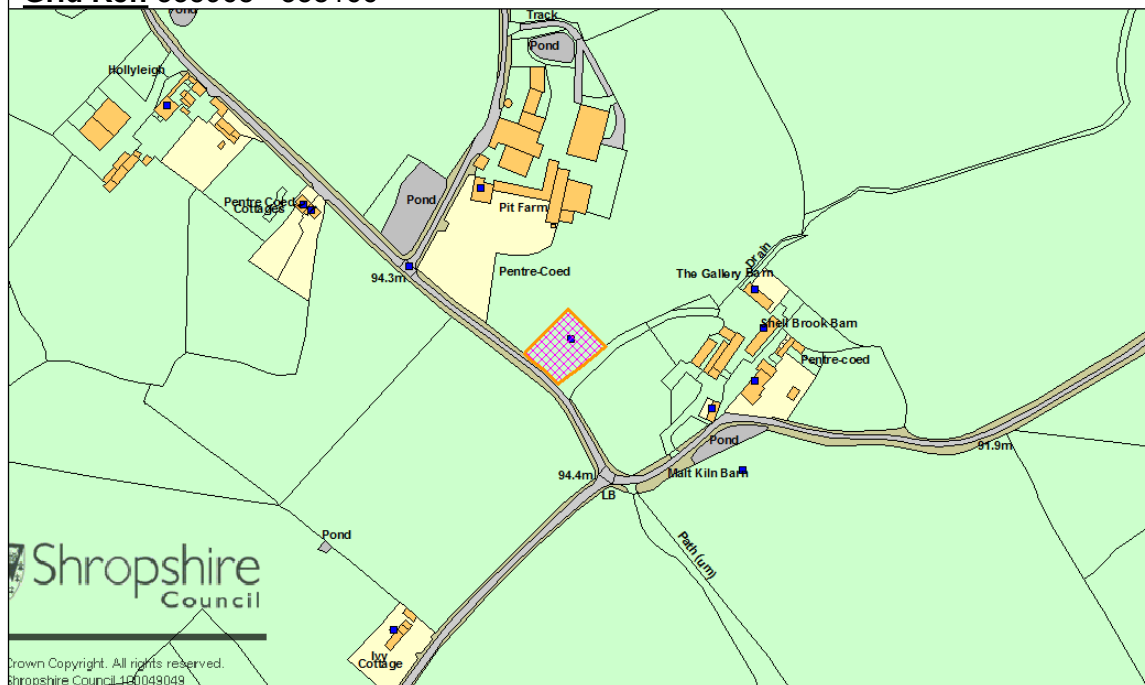 Track
Pond
Hollyleigh
Pond
Pit Farm
Pentre Coed
Cottages
94.3m
Pentre-Coed
Drain
The Gallery Barn
Shell Brook Barn
Pentre-coed
Pond
91.9m
94.4m
LB
Malt Kiln Barn
Path (um)
Pond
Shropshire
Council
Ivy
Cottage
Crown Copyright. All rights reserved.
Shropshire Council 100049049